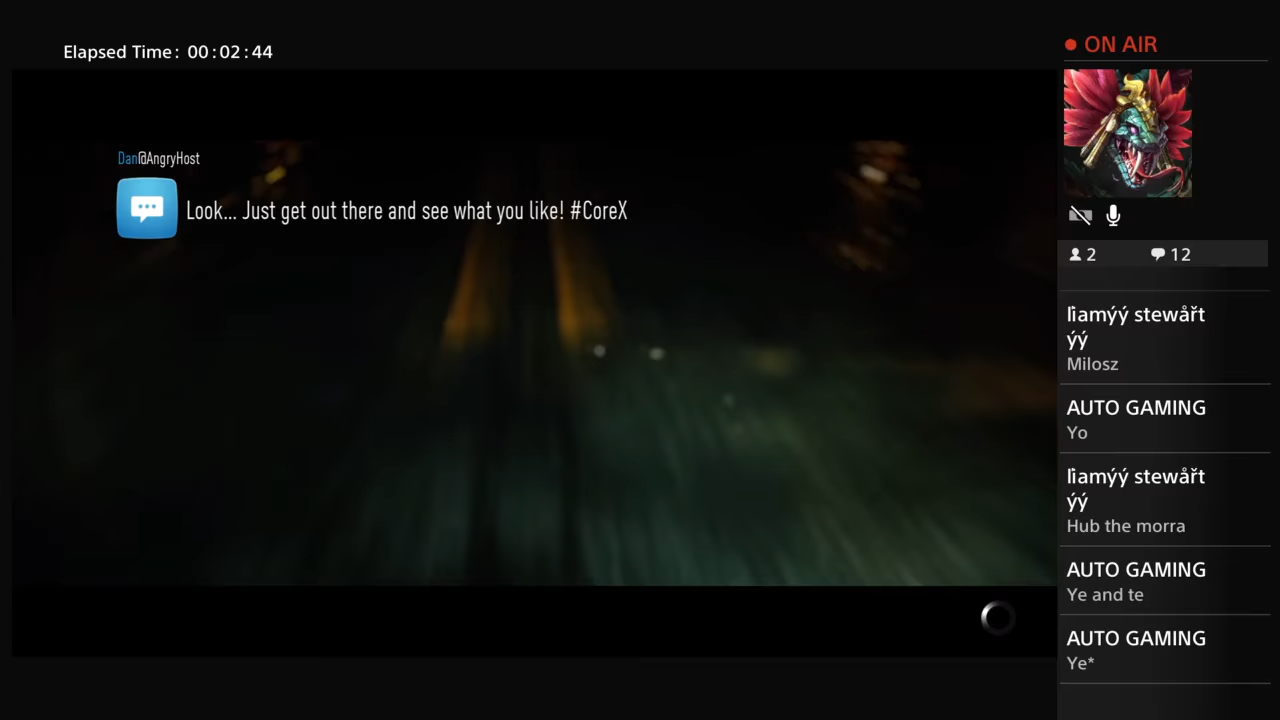 Elapsed Time: 00:02:44
ON AIR
Dan@AngryHost
Look... Just get out there and see what you like! #CoreX
2 12
ľiamýý stewåřt
ýý
Milosz
AUTO GAMING
Yo
ľiamýý stewåřt
ýý
Hub the morra
AUTO GAMING
Ye and te
AUTO GAMING
Ye*